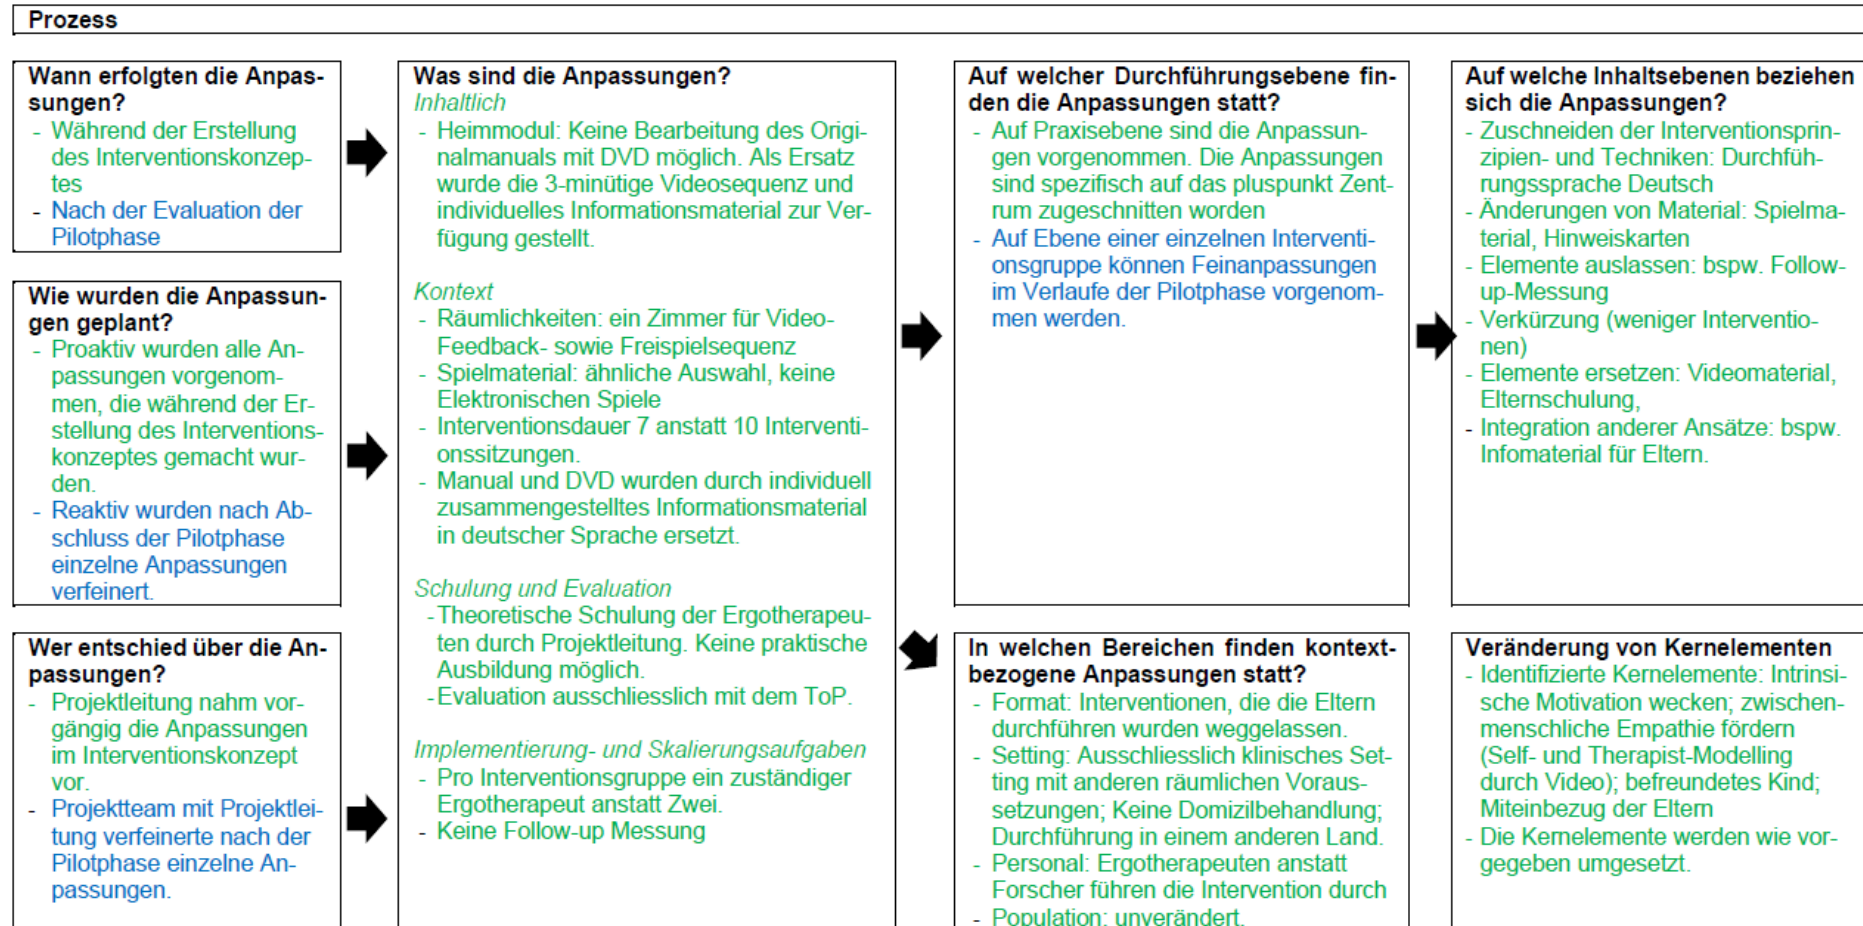 Prozess
Wann erfolgten die Anpas-
sungen?
- Während der Erstellung
des Interventionskonzep-
tes
- Nach der Evaluation der
Pilotphase
Wie wurden die Anpassun-
gen geplant?
- Proaktiv wurden alle An-
passungen vorgenom-
men, die während der Er-
stellung des Interventions-
konzeptes gemacht wur-
den.
- Reaktiv wurden nach Ab-
schluss der Pilotphase
einzelne Anpassungen
verfeinert.
Wer entschied über die An-
passungen?
- Projektleitung nahm vor-
gängig die Anpassungen
im Interventionskonzept
vor.
- Projektteam mit Projektlei-
tung verfeinerte nach der
Pilotphase einzelne An-
passungen.
Was sind die Anpassungen?
Inhaltlich
- Heimmodul: Keine Bearbeitung des Origi-
nalmanuals mit DVD möglich. Als Ersatz
wurde die 3-minütige Videosequenz und
individuelles Informationsmaterial zur Ver-
fügung gestellt.
Kontext
- Räumlichkeiten: ein Zimmer für Video-
Feedback- sowie Freispielsequenz
- Spielmaterial: ähnliche Auswahl, keine
Elektronischen Spiele
- Interventionsdauer 7 anstatt 10 Interventi-
onssitzungen.
- Manual und DVD wurden durch individuell
zusammengestelltes Informationsmaterial
in deutscher Sprache ersetzt.
Schulung und Evaluation
- Theoretische Schulung der Ergotherapeu-
ten durch Projektleitung. Keine praktische
Ausbildung möglich.
- Evaluation ausschliesslich mit dem ToP.
Implementierung- und Skalierungsaufgaben
- Pro Interventionsgruppe ein zuständiger
Ergotherapeut anstatt Zwei.
- Keine Follow-up Messung
Auf welcher Durchführungsebene fin-
den die Anpassungen statt?
- Auf Praxisebene sind die Anpassun-
gen vorgenommen. Die Anpassungen
sind spezifisch auf das pluspunkt Zent-
rum zugeschnitten worden
- Auf Ebene einer einzelnen Interventi-
onsgruppe können Feinanpassungen
im Verlaufe der Pilotphase vorgenom-
men werden.
In welchen Bereichen finden kontext-
bezogene Anpassungen statt?
- Format: Interventionen, die die Eltern
durchführen wurden weggelassen.
- Setting: Ausschliesslich klinisches Set-
ting mit anderen räumlichen Voraus-
setzungen; Keine Domizilbehandlung;
Durchführung in einem anderen Land.
- Personal: Ergotherapeuten anstatt
Forscher führen die Intervention durch
- Population: unverändert.
Auf welche Inhaltsebenen beziehen
sich die Anpassungen?
- Zuschneiden der Interventionsprin-
zipien- und Techniken: Durchfüh-
rungssprache Deutsch
- Änderungen von Material: Spielma-
terial, Hinweiskarten
- Elemente auslassen: bspw. Follow-
up-Messung
- Verkürzung (weniger Interventio-
nen)
- Elemente ersetzen: Videomaterial,
Elternschulung,
- Integration anderer Ansätze: bspw.
Infomaterial für Eltern.
Veränderung von Kernelementen
- Identifizierte Kernelemente: Intrinsi-
sche Motivation wecken; zwischen-
menschliche Empathie fördern
(Self- und Therapist-Modelling
durch Video); befreundetes Kind;
Miteinbezug der Eltern
- Die Kernelemente werden wie vor-
gegeben umgesetzt.